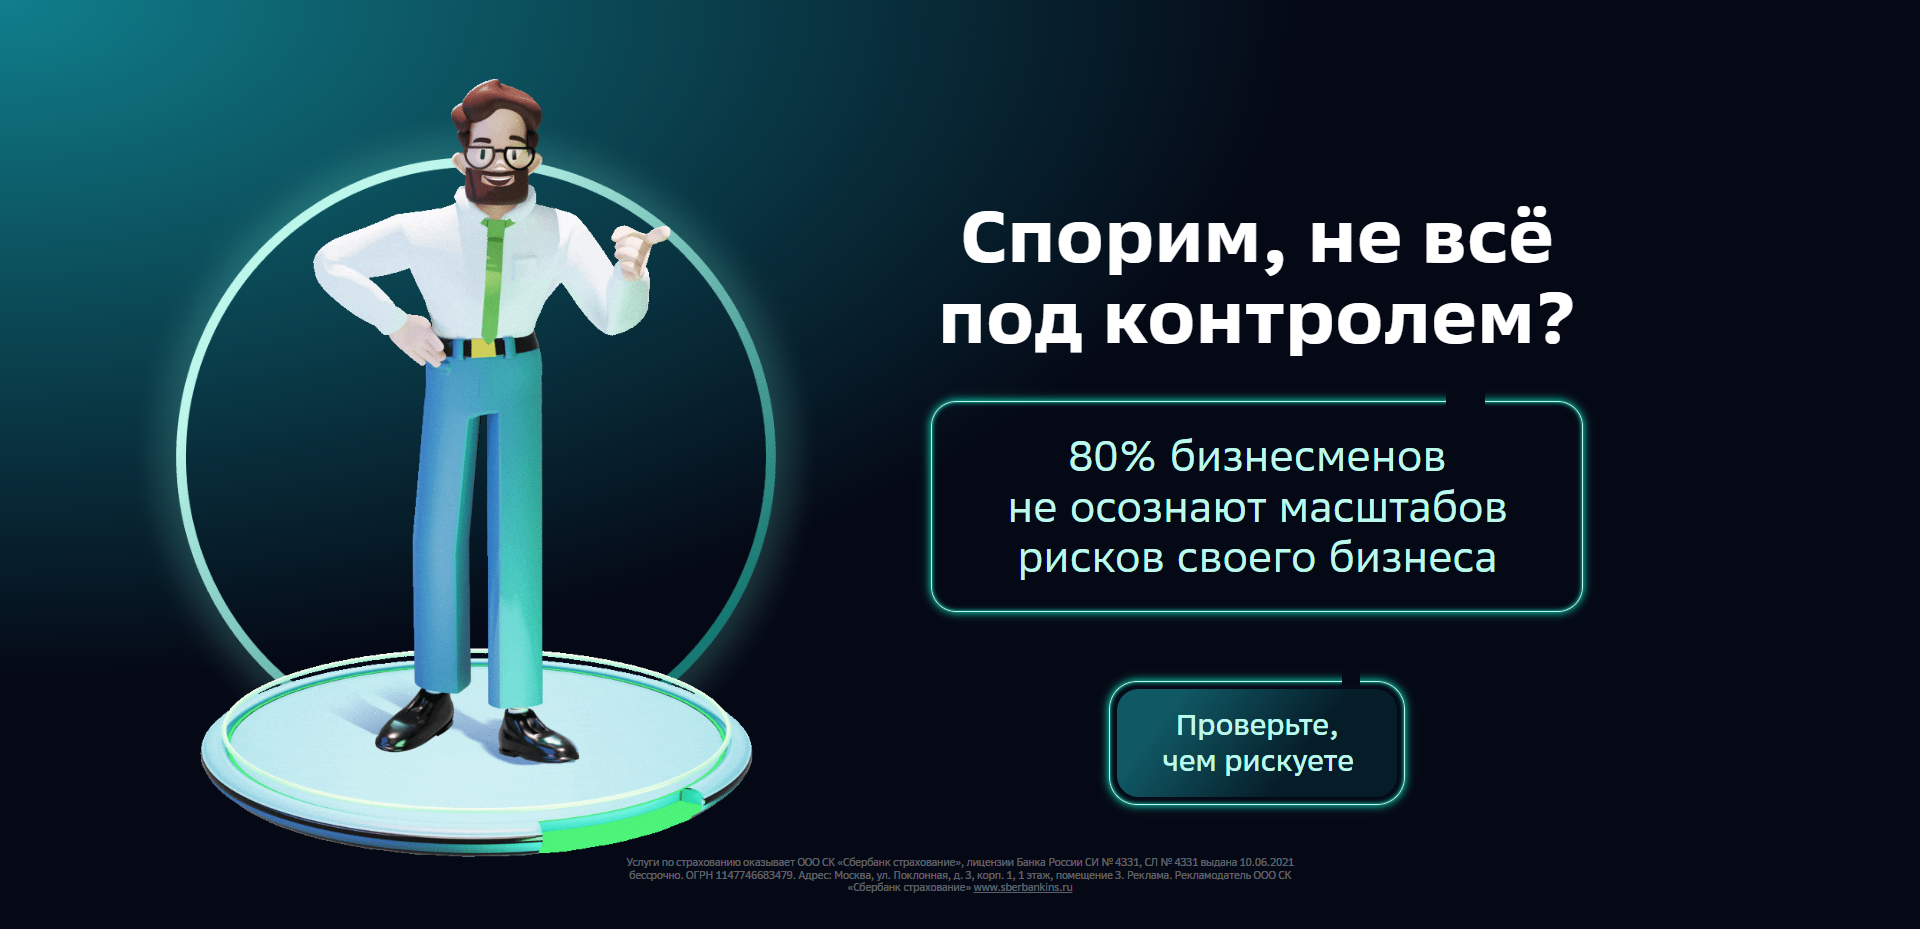 Спорим, не всё
под контролем?
80% бизнесменов
не осознают масштабов
рисков своего бизнеса
Проверьте,
чем рискуете
Услуги по страхованию оказывает ООО СК «Сбербанк страхование», лицензии Банка России СИ № 4331, СЛ № 4331 выдана 10.06.2021
бессрочно. ОГРН 1147746683479. Адрес: Москва, ул. Поклонная, д. 3, корп. 1, 1 этаж, помещение 3. Реклама. Рекламодатель ООО СК
«Сбербанк страхование» www.sberbankins.ru